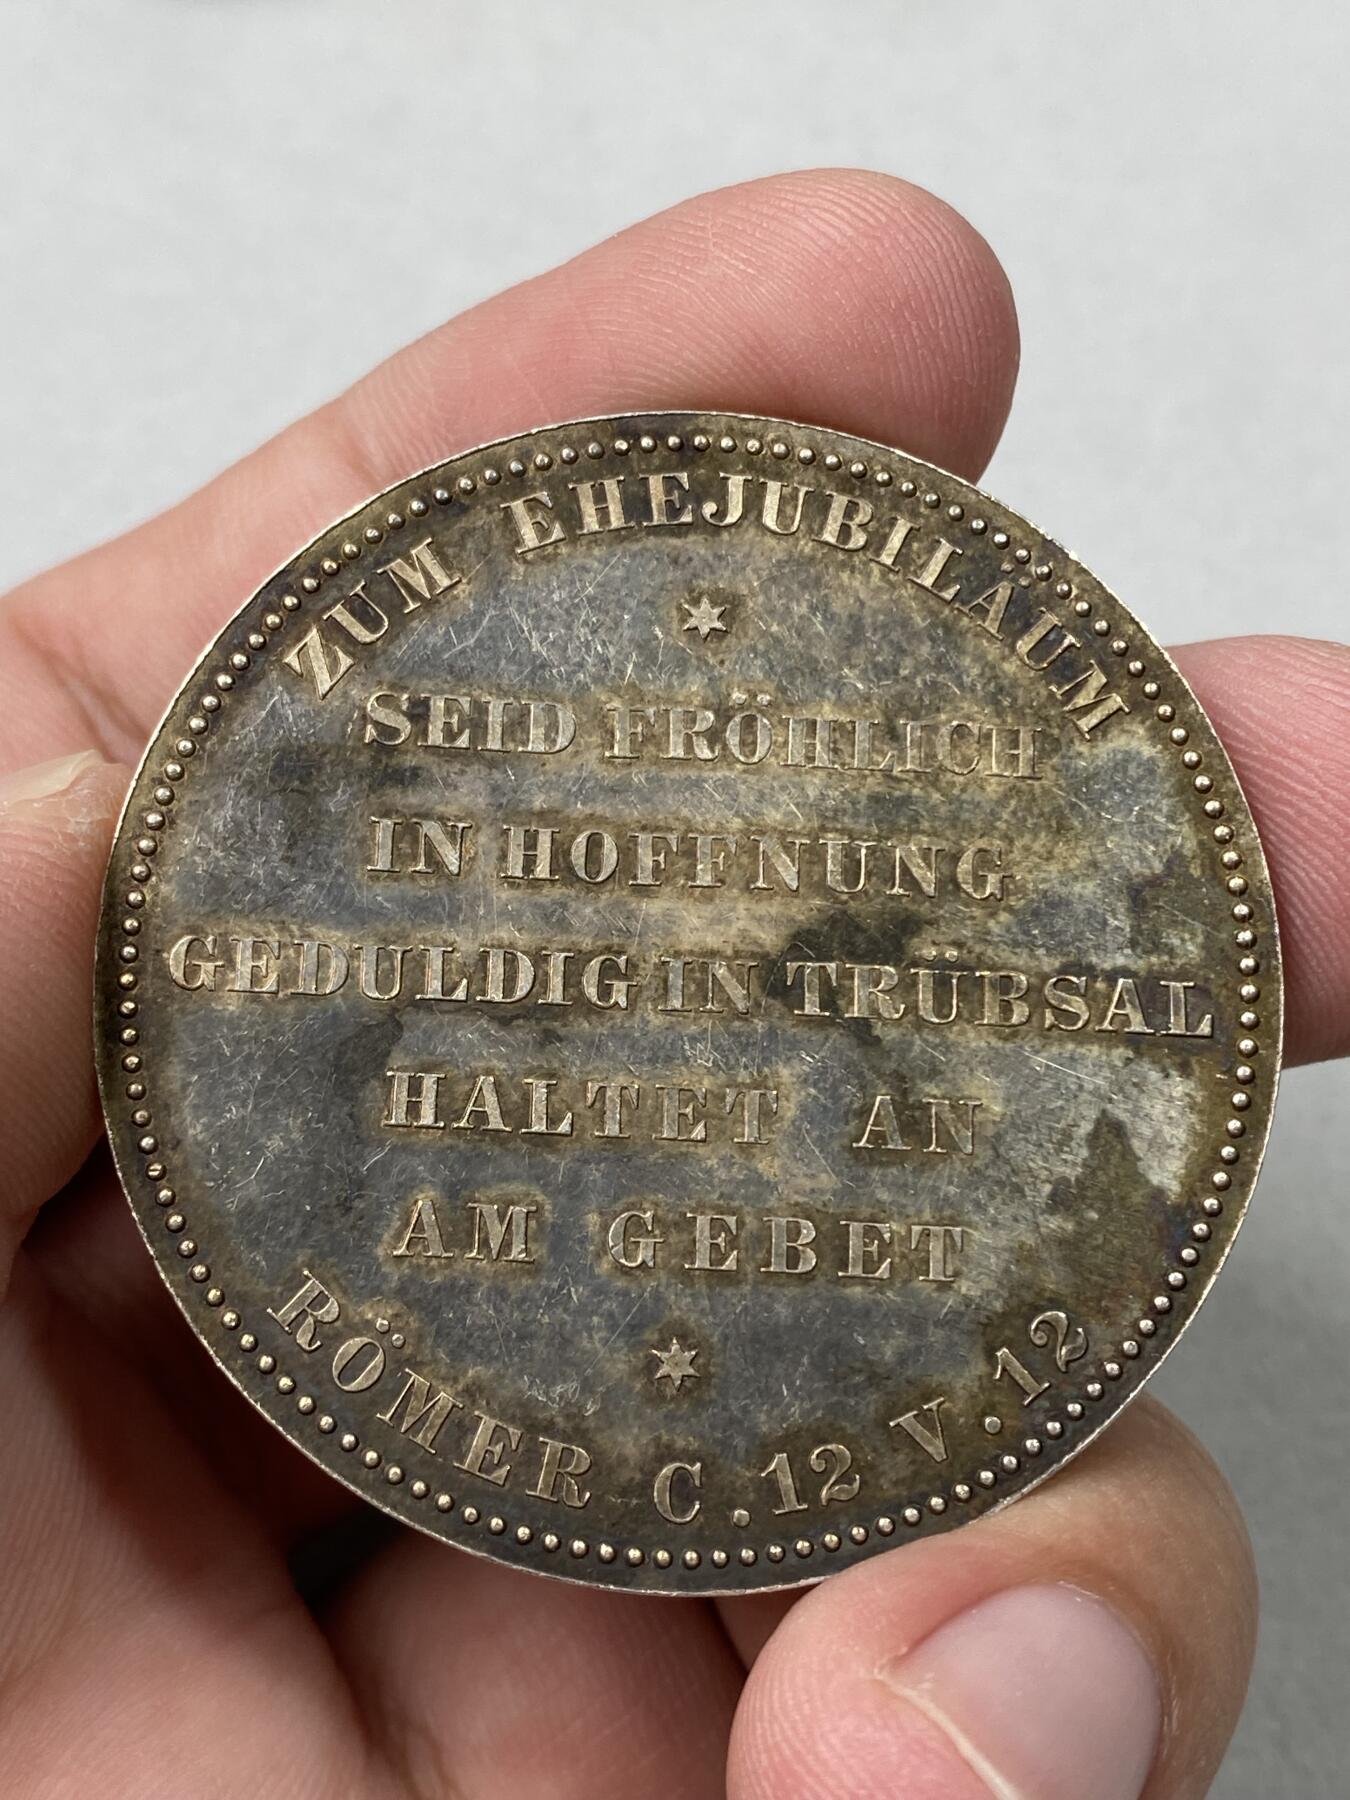 ZUM EHEJUBILÄUM
SEID FRÖHLICH
IN HOFFNUNG
GEDULDIG IN TRÜBSAL
HALTET AN
AM GEBET
RÖMER C. 12 V. 12